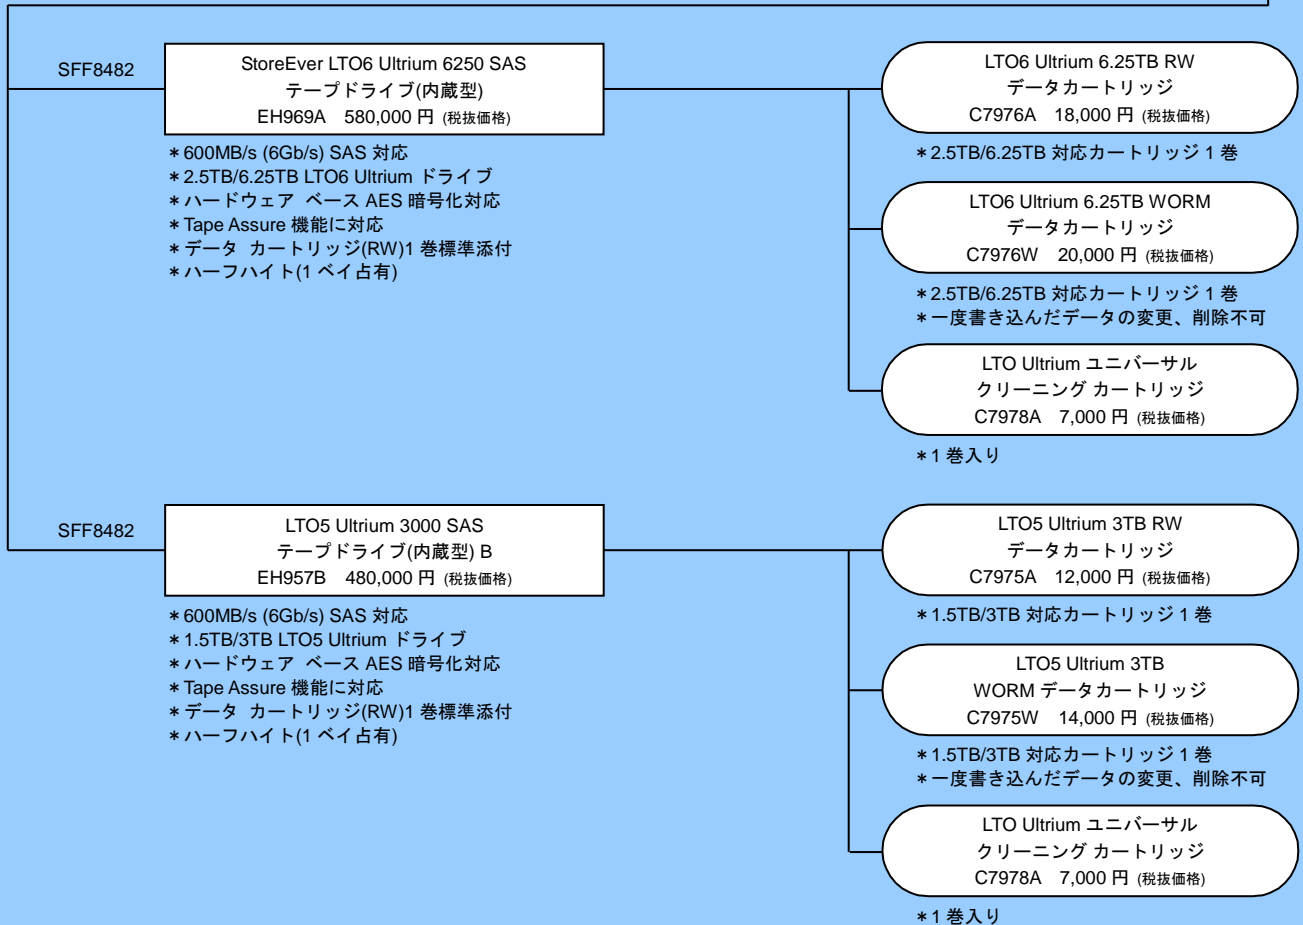 SFF8482
StoreEver LTO6 Ultrium 6250 SAS
テープドライブ(内蔵型)
EH969A 580,000 円 (税抜価格)
＊600MB/s (6Gb/s) SAS 対応
＊2.5TB/6.25TB LTO6 Ultrium ドライブ
＊ハードウェア ベース AES 暗号化対応
＊Tape Assure 機能に対応
＊データ カートリッジ(RW)1 巻標準添付
＊ハーフハイト(1 ベイ占有)
LTO6 Ultrium 6.25TB RW
データカートリッジ
C7976A 18,000 円 (税抜価格)
＊2.5TB/6.25TB 対応カートリッジ 1 巻
LTO6 Ultrium 6.25TB WORM
データカートリッジ
C7976W 20,000 円 (税抜価格)
＊2.5TB/6.25TB 対応カートリッジ 1 巻
＊一度書き込んだデータの変更、削除不可
LTO Ultrium ユニバーサル
クリーニング カートリッジ
C7978A 7,000 円 (税抜価格)
＊1 巻入り
SFF8482
LTO5 Ultrium 3000 SAS
テープドライブ(内蔵型) B
EH957B 480,000 円 (税抜価格)
＊600MB/s (6Gb/s) SAS 対応
＊1.5TB/3TB LTO5 Ultrium ドライブ
＊ハードウェア ベース AES 暗号化対応
＊Tape Assure 機能に対応
＊データ カートリッジ(RW)1 巻標準添付
＊ハーフハイト(1 ベイ占有)
LTO5 Ultrium 3TB RW
データカートリッジ
C7975A 12,000 円 (税抜価格)
＊1.5TB/3TB 対応カートリッジ 1 巻
LTO5 Ultrium 3TB
WORM データカートリッジ
C7975W 14,000 円 (税抜価格)
＊1.5TB/3TB 対応カートリッジ 1 巻
＊一度書き込んだデータの変更、削除不可
LTO Ultrium ユニバーサル
クリーニング カートリッジ
C7978A 7,000 円 (税抜価格)
＊1 巻入り